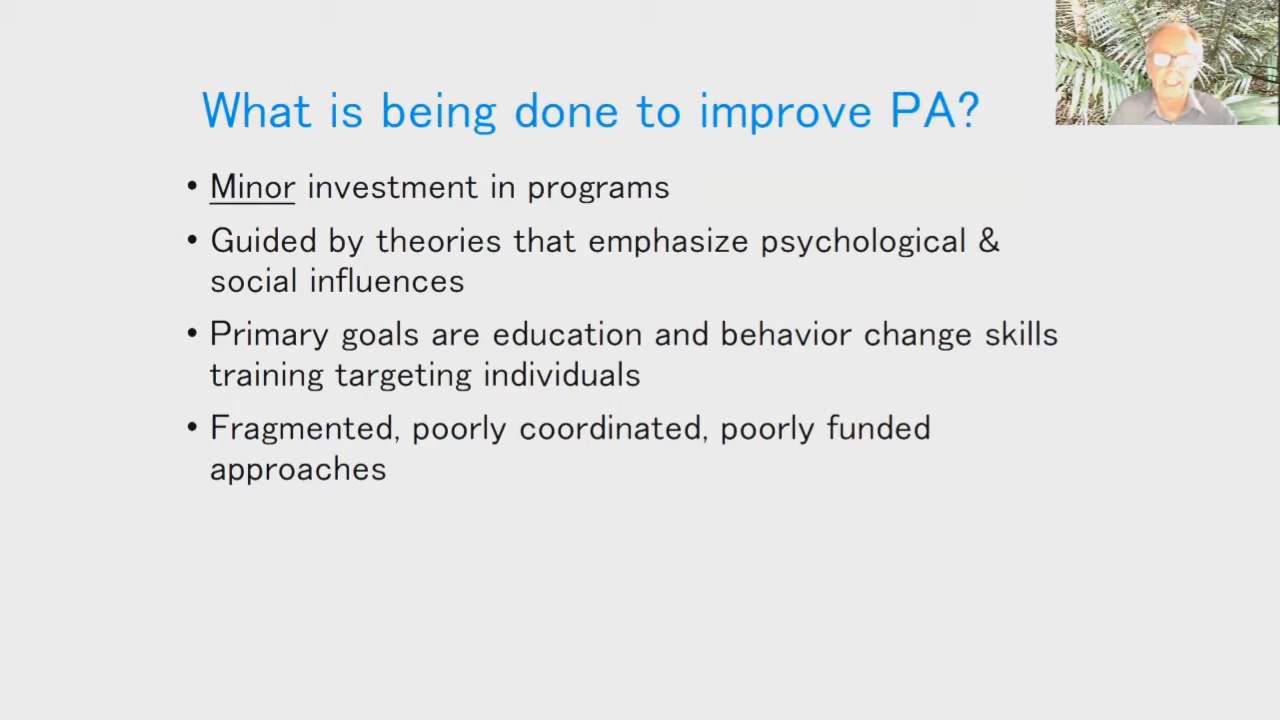 What is being done to improve PA?
• Minor investment in programs
• Guided by theories that emphasize psychological &
social influences
• Primary goals are education and behavior change skills
training targeting individuals
• Fragmented, poorly coordinated, poorly funded
approaches